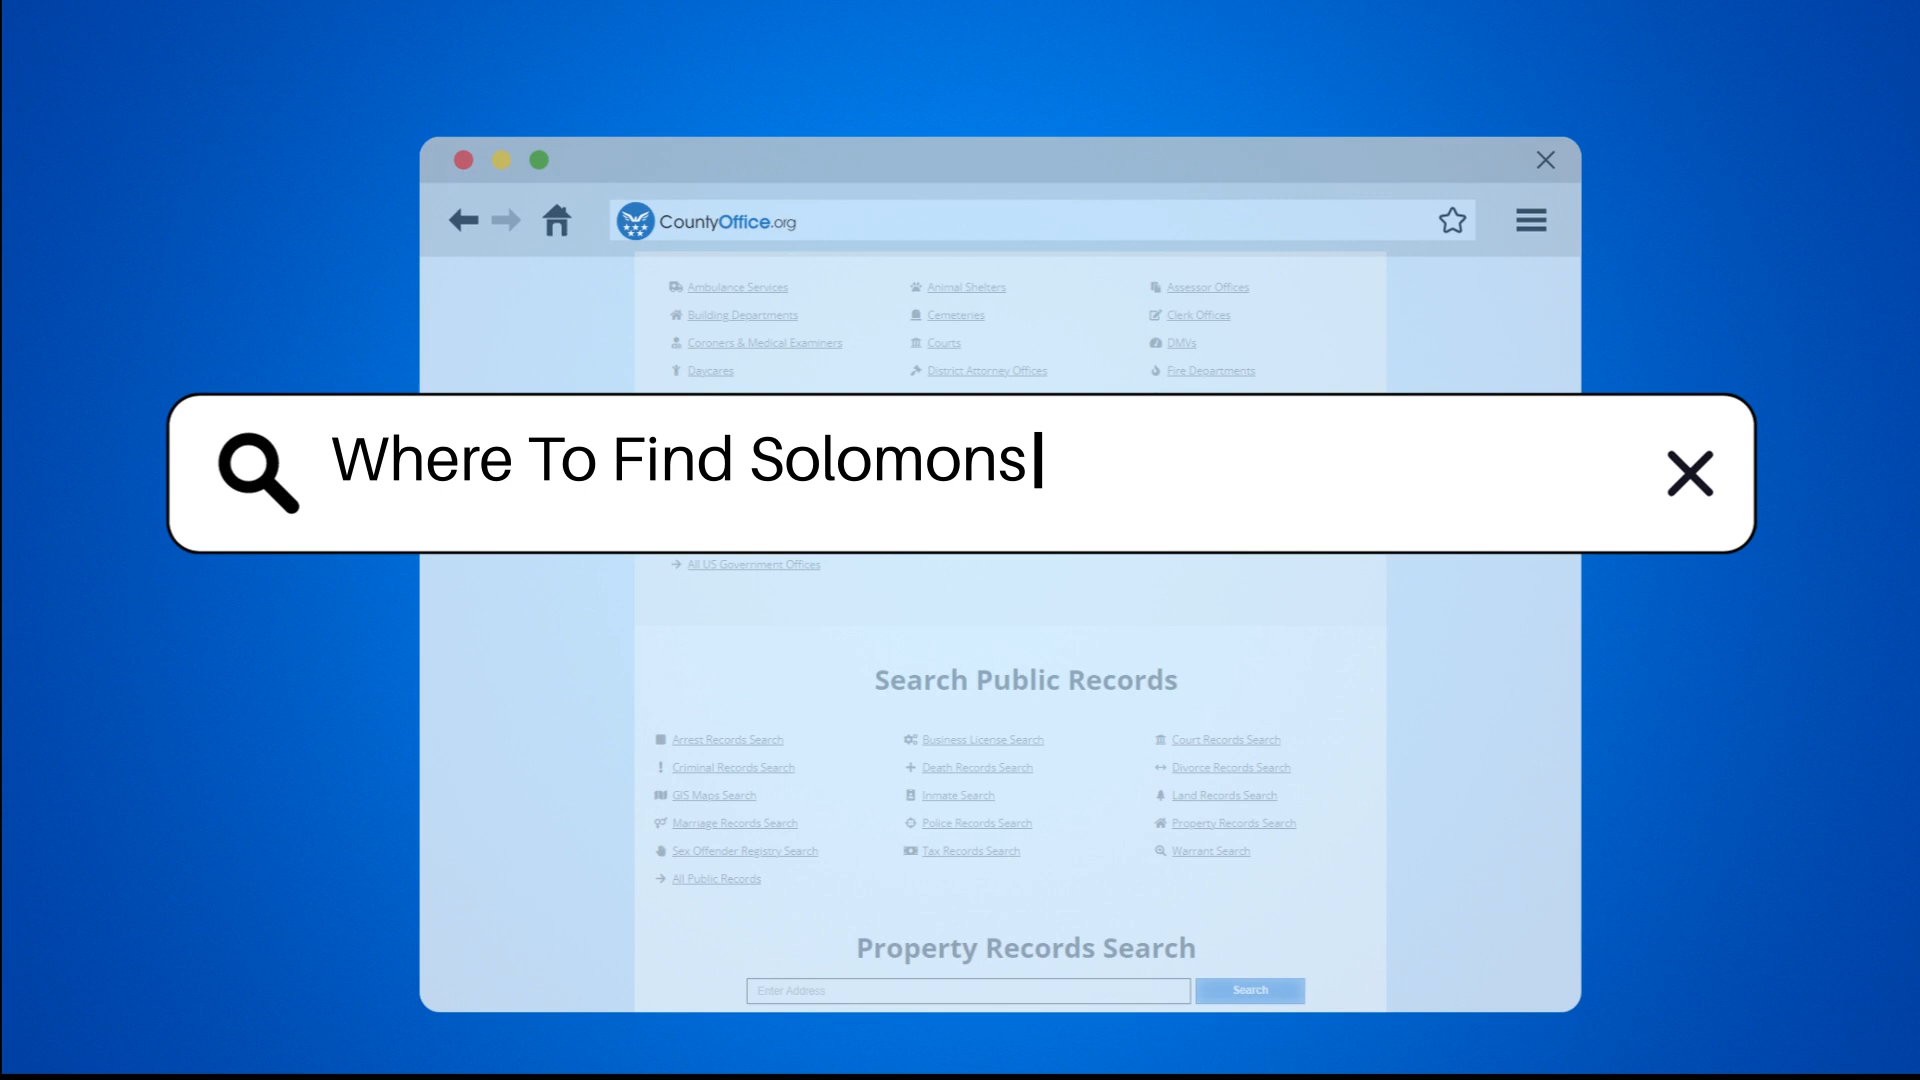 CountyOffice.org
Ambulance Services Animal Shelters Assessor Offices
Building Departments Cemeteries Clerk Offices
Coroners & Medical Examiners Courts DMVs
Daycares District Attorney Offices Fire Departments
Where To Find Solomons
All US Government Offices
Search Public Records
Arrest Records Search Business License Search Court Records Search
Criminal Records Search Death Records Search Divorce Records Search
GIS Maps Search Inmate Search Land Records Search
Marriage Records Search Police Records Search Property Records Search
Sex Offender Registry Search Tax Records Search Warrant Search
All Public Records
Property Records Search
Enter Address Search